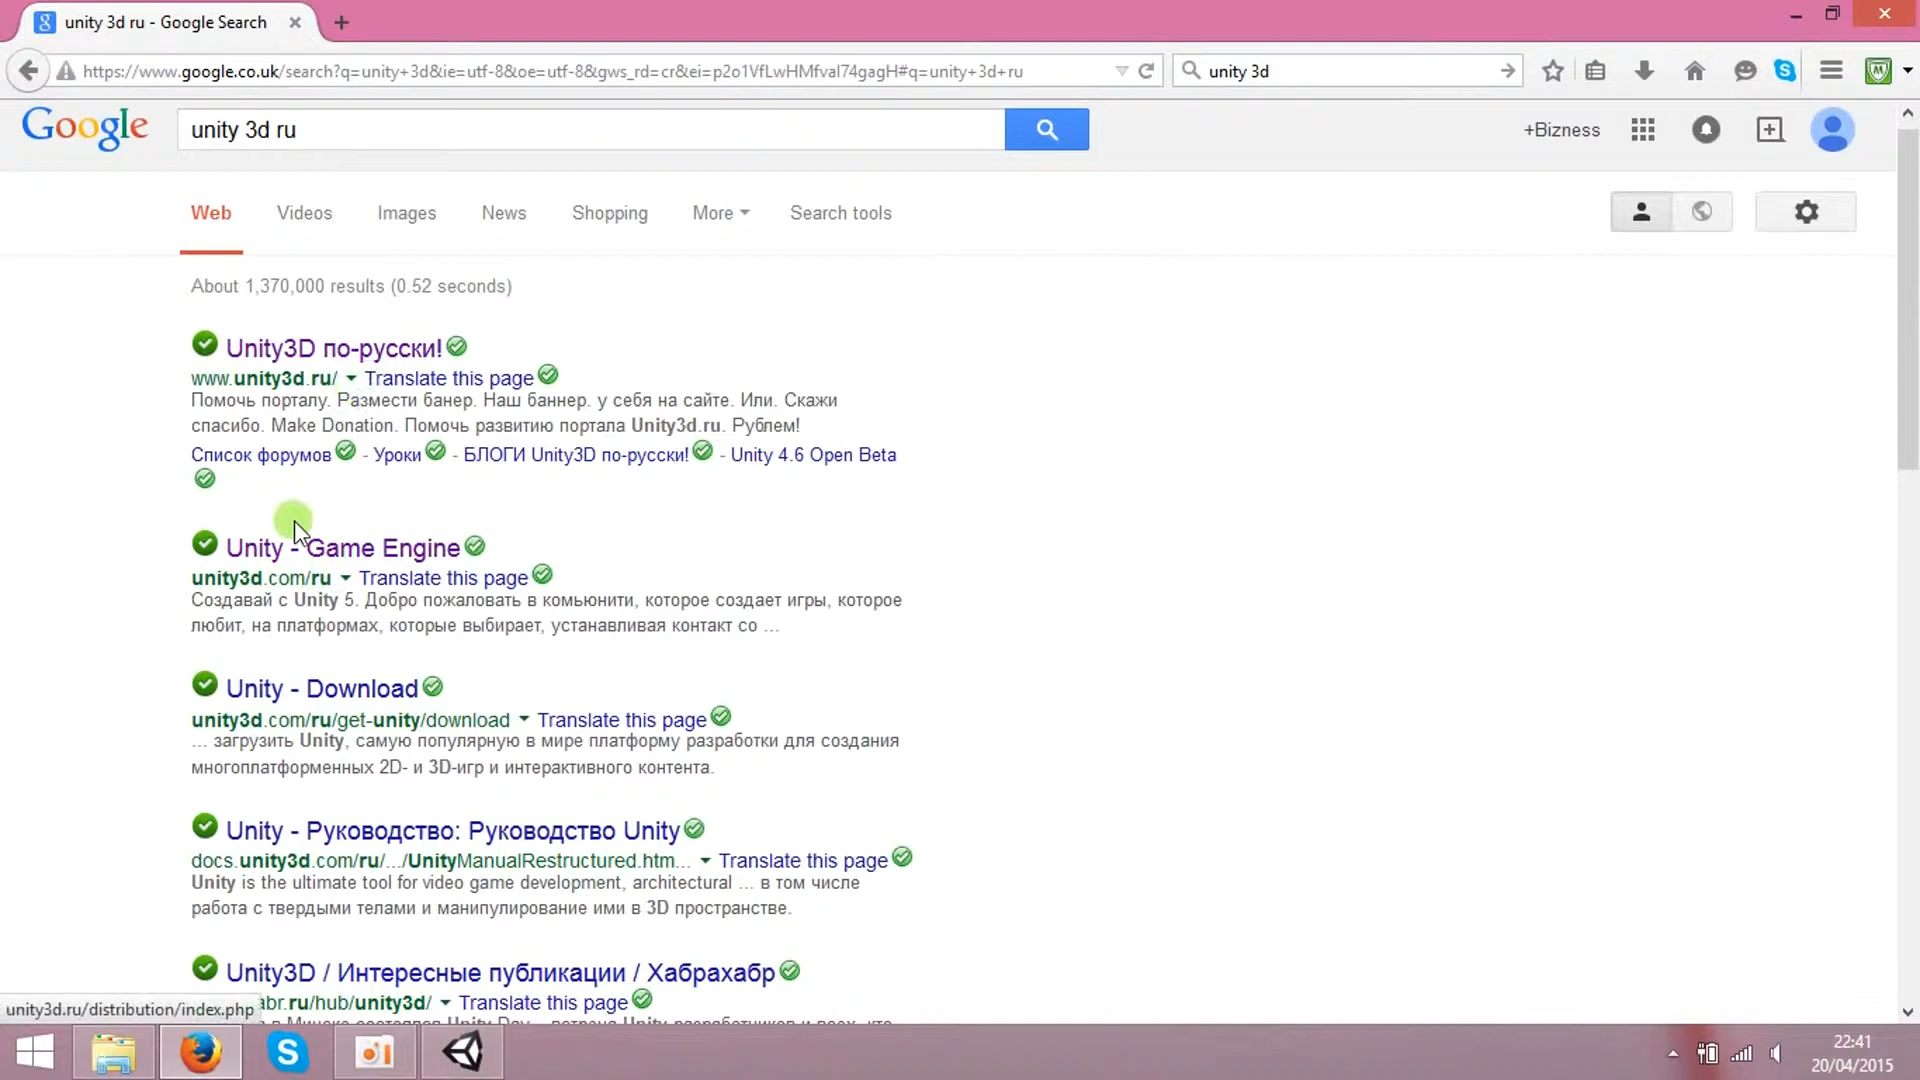 unity 3d ru - Google Search
https://www.google.co.uk/search?q=unity+3d&ie=utf-8&oe=utf-8&gws_rd=cr&ei=p2o1VfLwHMfval74gagH#q=unity+3d+ru
unity 3d
Google
unity 3d ru
+Bizness
Web Videos Images News Shopping More Search tools
About 1,370,000 results (0.52 seconds)
Unity3D по-русски!
www.unity3d.ru/ Translate this page
Помочь порталу. Размести банер. Наш баннер. у себя на сайте. Или. Скажи
спасибо. Make Donation. Помочь развитию портала Unity3d.ru. Рублем!
Список форумов - Уроки - БЛОГИ Unity3D по-русски! - Unity 4.6 Open Beta
Unity - Game Engine
unity3d.com/ru Translate this page
Создавай с Unity 5. Добро пожаловать в комьюнити, которое создает игры, которое
любит, на платформах, которые выбирает, устанавливая контакт со ...
Unity - Download
unity3d.com/ru/get-unity/download Translate this page
... загрузить Unity, самую популярную в мире платформу разработки для создания
многоплатформенных 2D- и 3D-игр и интерактивного контента.
Unity - Руководство: Руководство Unity
docs.unity3d.com/ru/.../UnityManualRestructured.htm... Translate this page
Unity is the ultimate tool for video game development, architectural ... в том числе
работа с твердыми телами и манипулирование ими в 3D пространстве.
Unity3D / Интересные публикации / Хабрахабр
abr.ru/hub/unity3d/ Translate this page
unity3d.ru/distribution/index.php
22:41
20/04/2015